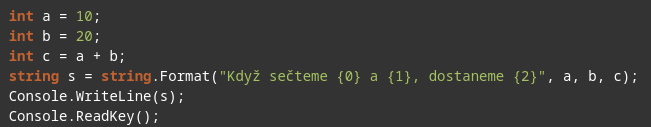 int a = 10;
int b = 20;
int c = a + b;
string s = string.Format("Když sečteme {0} a {1}, dostaneme {2}", a, b, c);
Console.WriteLine(s);
Console.ReadKey();